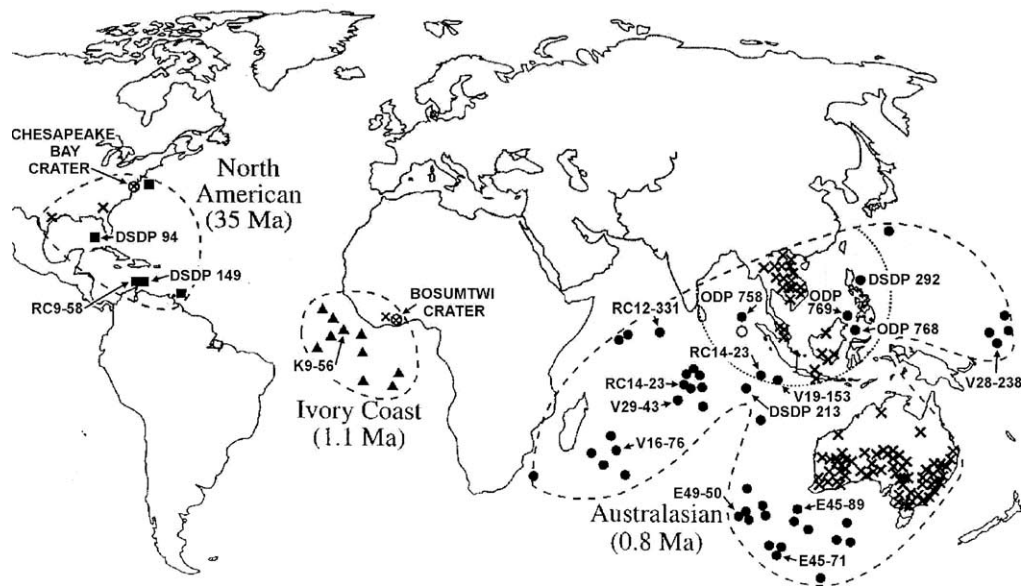 CHESAPEAKE
BAY
CRATER
North
American
(35 Ma)
DSDP 94
DSDP 149
RC9-58
BOSUMTWI
CRATER
K9-56
Ivory Coast
(1.1 Ma)
RC12-331
ODP 758
ODP
769
DSDP 292
ODP 768
RC14-23
RC14-23
V29-43
V19-153
DSDP 213
V28-238
V16-76
E49-50
E45-89
Australasian
(0.8 Ma)
E45-71